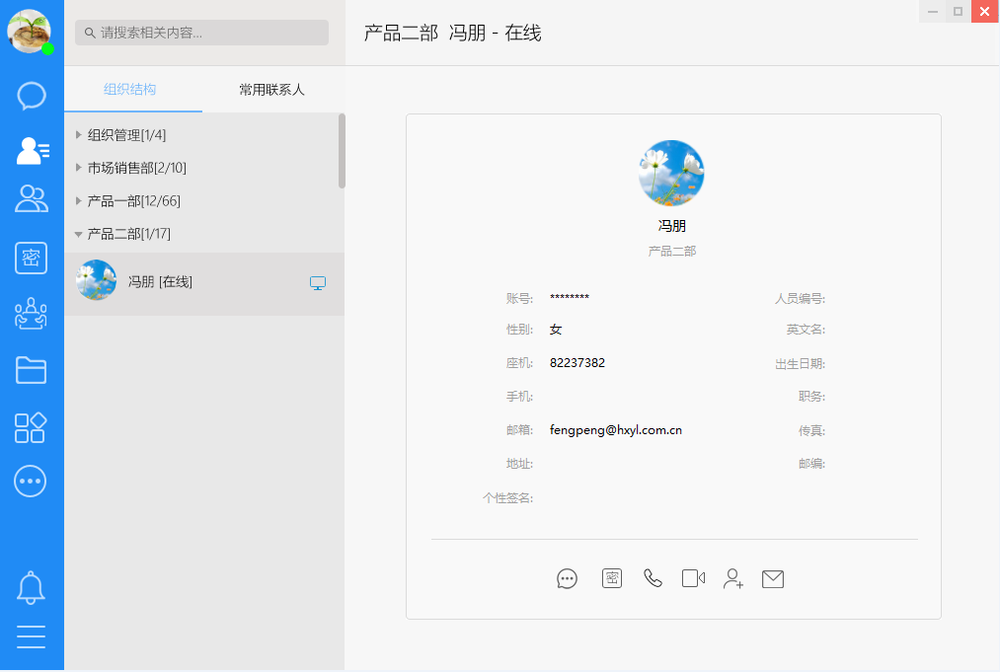 请搜索相关内容...
产品二部 冯朋 - 在线
组织结构 常用联系人
组织管理[1/4]
市场销售部[2/10]
产品一部[12/66]
产品二部[1/17]
冯朋 [在线]
密
冯朋
产品二部
账号: ******** 人员编号:
性别: 女 英文名:
座机: 82237382 出生日期:
手机: 职务:
邮箱: fengpeng@hxyl.com.cn 传真:
地址: 邮编:
个性签名:
密